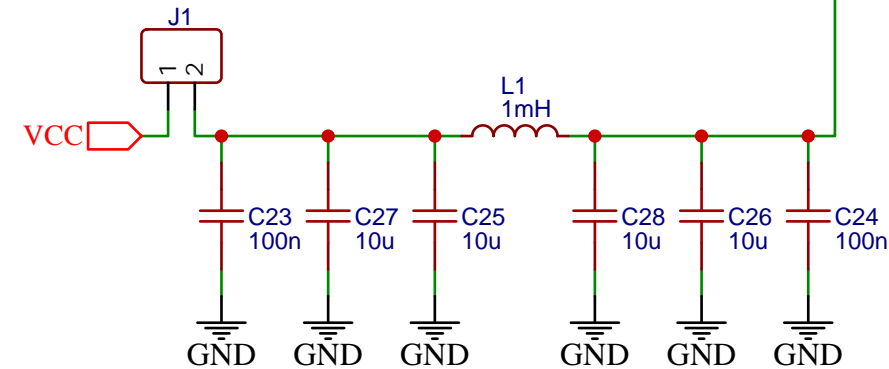 J1
1 2
VCC
L1
1mH
C23 C27 C25 C28 C26 C24
100n 10u 10u 10u 10u 100n
GND GND GND GND GND GND